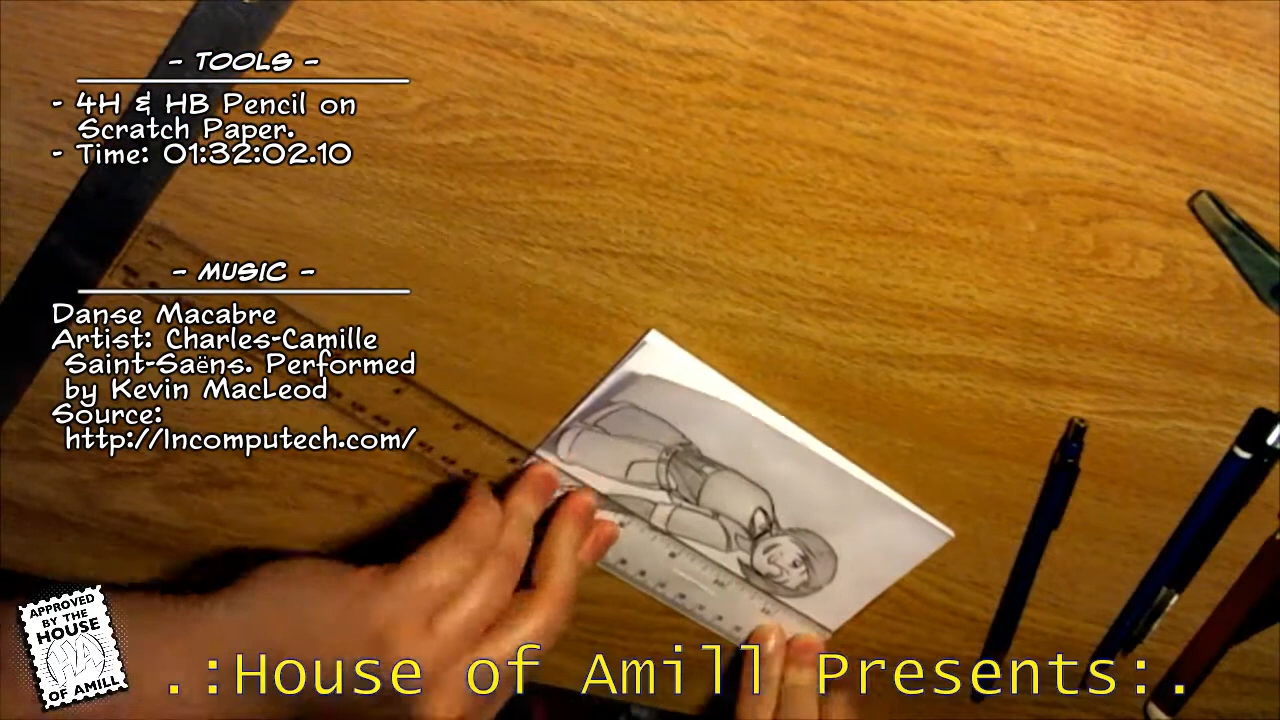 - TOOLS -
- 4H & HB Pencil on
Scratch Paper.
- Time: 01:32:02.10
- MUSIC -
Danse Macabre
Artist: Charles-Camille
Saint-Saëns. Performed
by Kevin MacLeod
Source:
http://Incomputech.com/
APPROVED
BY THE
HOUSE
HA
OF AMILL
.:House of Amill Presents:.